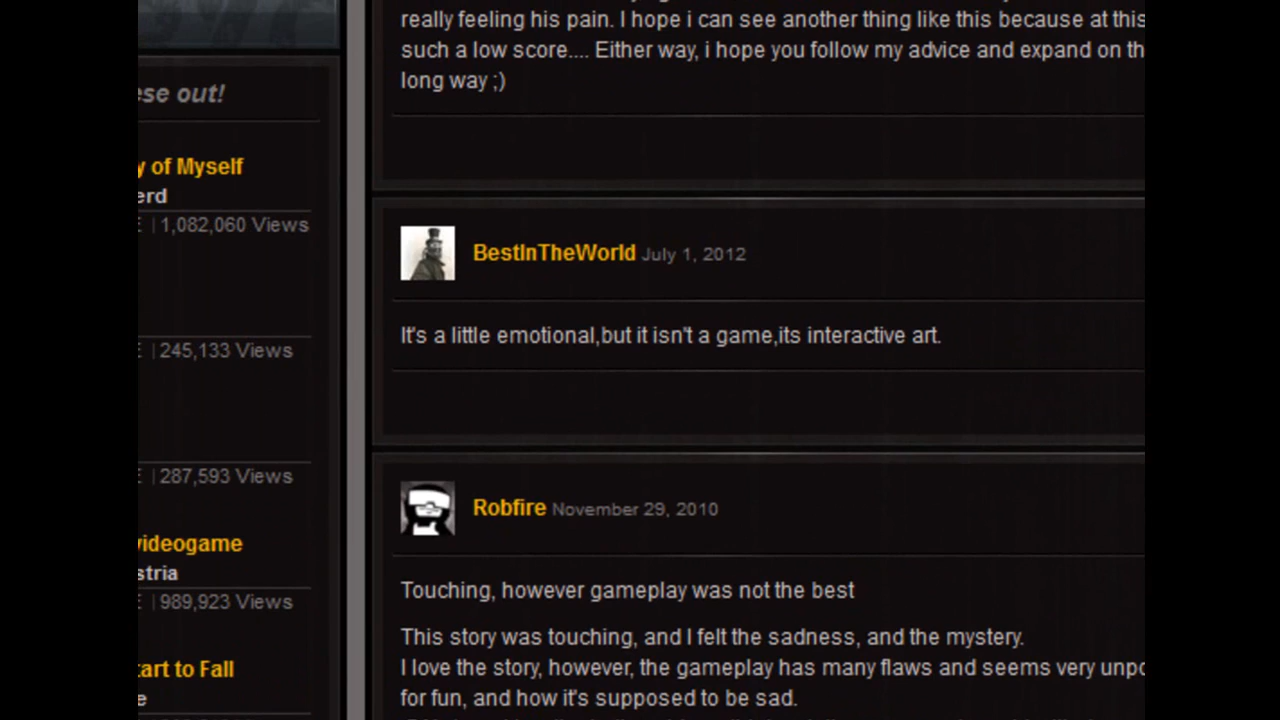 ese out!
y of Myself
erd
E | 1,082,060 Views
E | 245,133 Views
E | 287,593 Views
videogame
stria
E | 989,923 Views
tart to Fall
e
really feeling his pain. I hope i can see another thing like this because at this
such a low score.... Either way, i hope you follow my advice and expand on th
long way ;)
BestInTheWorld July 1, 2012
It's a little emotional,but it isn't a game,its interactive art.
Robfire November 29, 2010
Touching, however gameplay was not the best
This story was touching, and I felt the sadness, and the mystery.
I love the story, however, the gameplay has many flaws and seems very unpo
for fun, and how it's supposed to be sad.